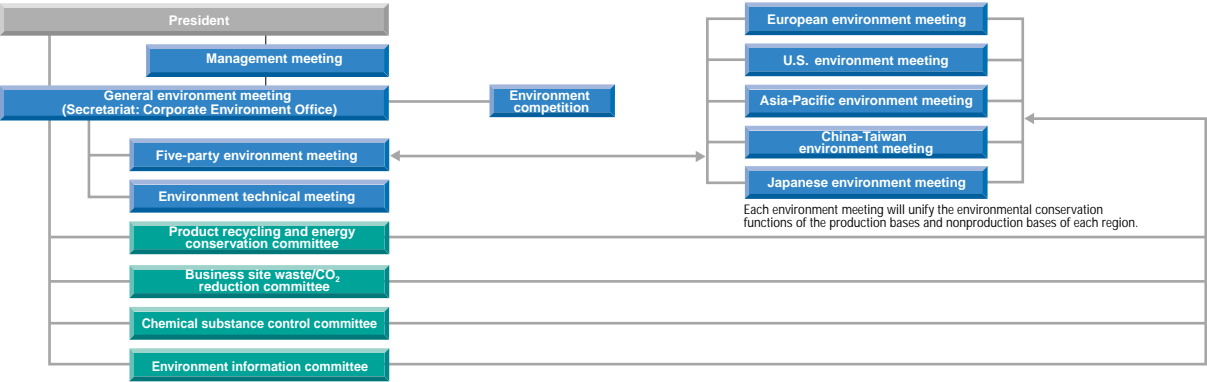 President
Management meeting
General environment meeting
(Secretariat: Corporate Environment Office)
Environment
competition
Five-party environment meeting
Environment technical meeting
Product recycling and energy
conservation committee
Business site waste/CO₂
reduction committee
Chemical substance control committee
Environment information committee
European environment meeting
U.S. environment meeting
Asia-Pacific environment meeting
China-Taiwan
environment meeting
Japanese environment meeting
Each environment meeting will unify the environmental conservation
functions of the production bases and nonproduction bases of each region.